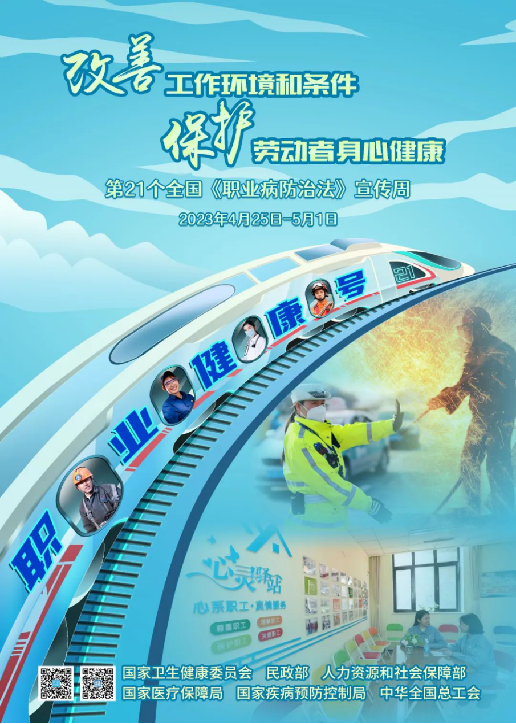 改善工作环境和条件
保护劳动者身心健康
第21个全国《职业病防治法》宣传周
2023年4月25日-5月1日
21
职业健康号
心灵驿站
心系职工·真情服务
国家卫生健康委员会 民政部 人力资源和社会保障部
国家医疗保障局 国家疾病预防控制局 中华全国总工会